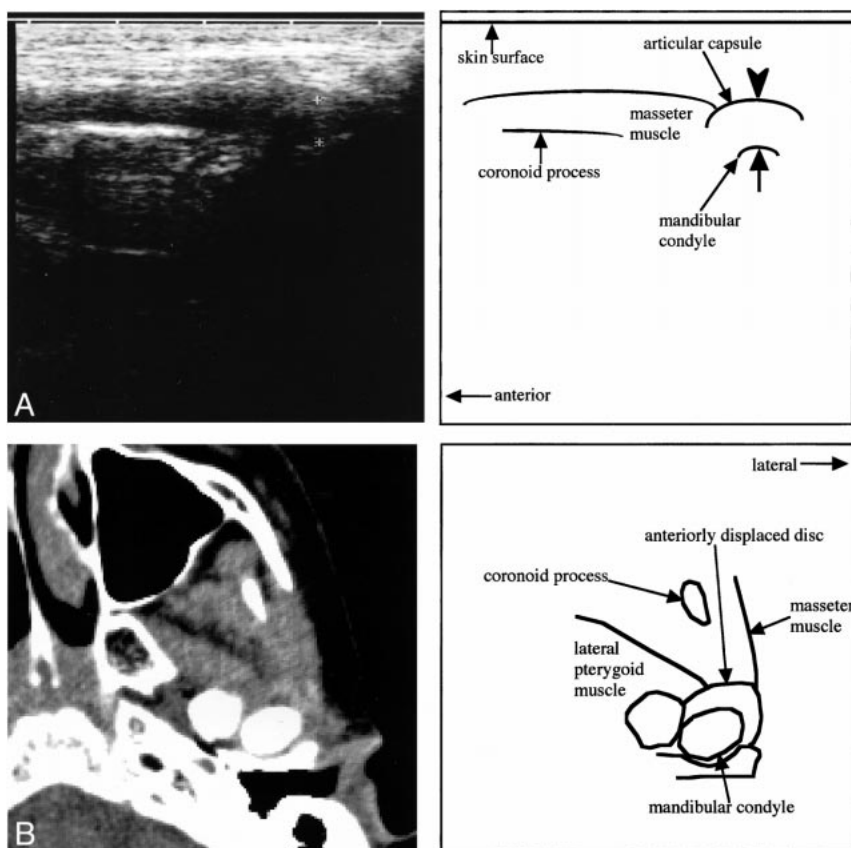 skin surface
articular capsule
masseter
muscle
coronoid process
mandibular
condyle
anterior
A
lateral
anteriorly displaced disc
coronoid process
masseter
muscle
lateral
pterygoid
muscle
mandibular condyle
B